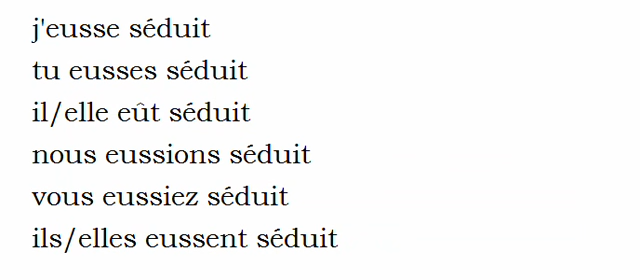 j'eusse séduit
tu eusses séduit
il/elle eût séduit
nous eussions séduit
vous eussiez séduit
ils/elles eussent séduit